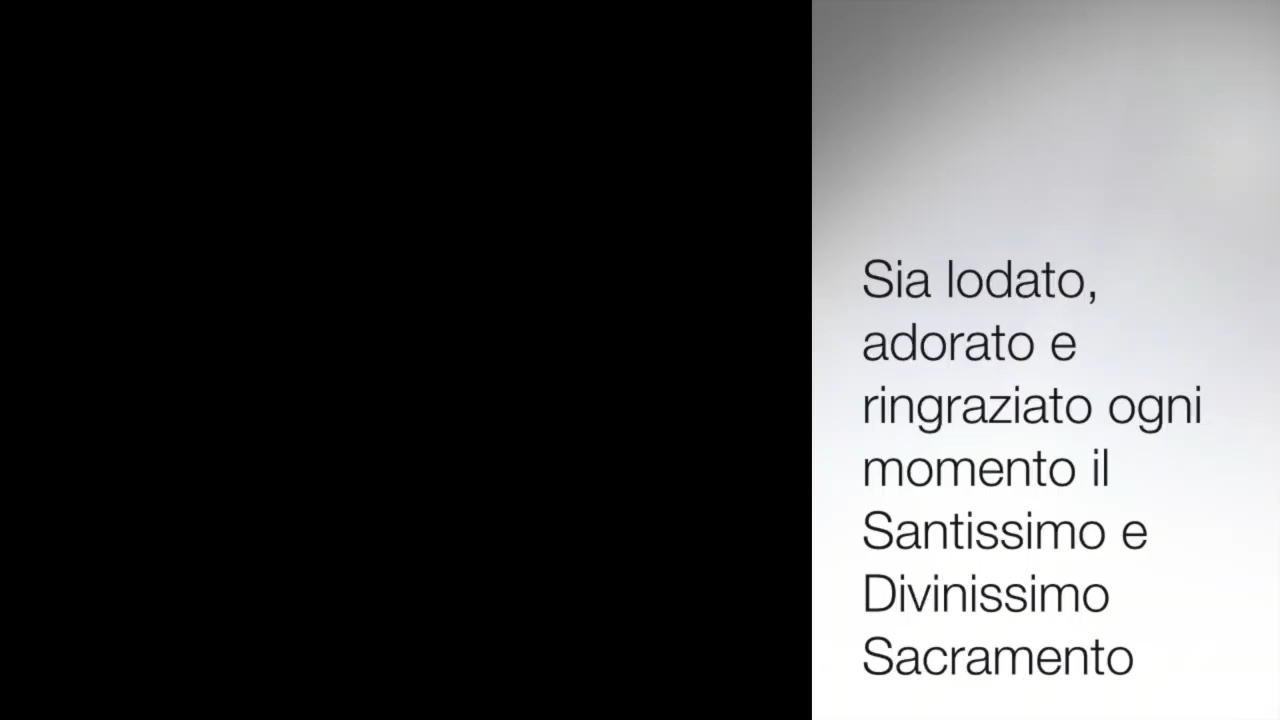 Sia lodato,
adorato e
ringraziato ogni
momento il
Santissimo e
Divinissimo
Sacramento